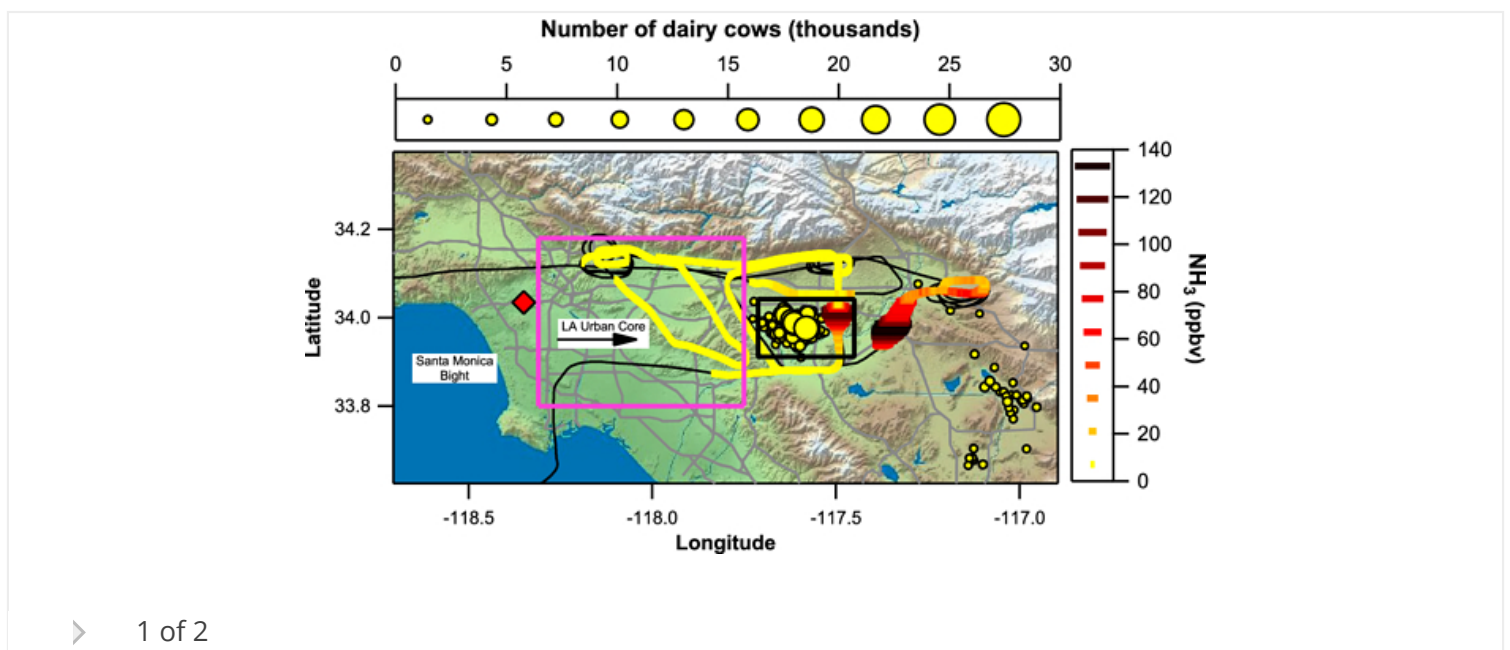 Number of dairy cows (thousands)
0 5 10 15 20 25 30
140
120
100
80
60
40
20
0
NH3 (ppbv)
34.2
34.0
33.8
Latitude
LA Urban Core
Santa Monica
Bight
-118.5 -118.0 -117.5 -117.0
Longitude
1 of 2